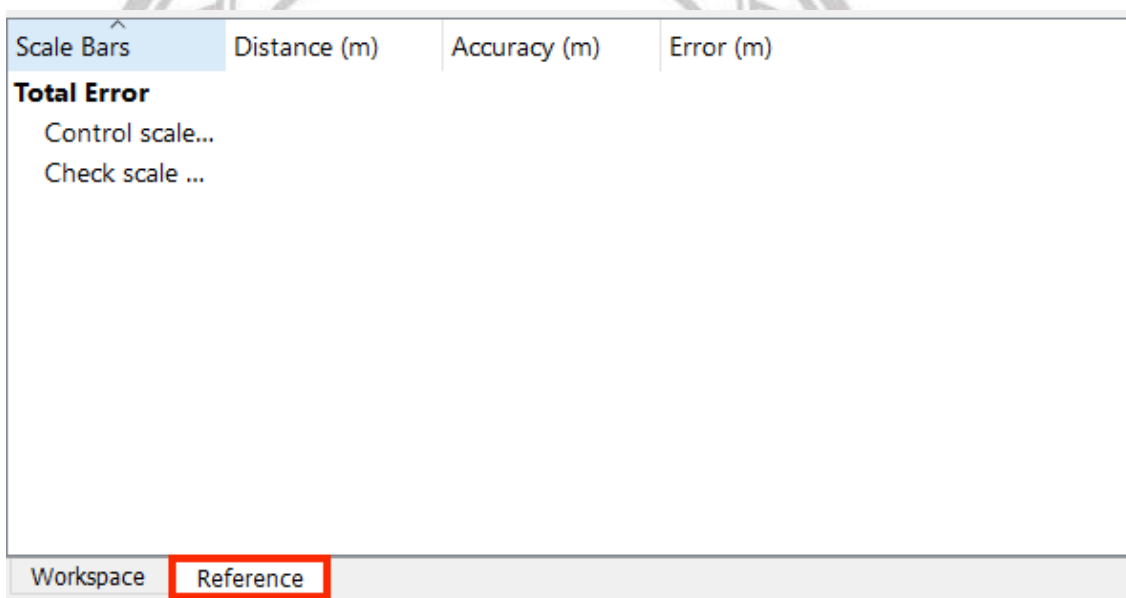 Scale Bars Distance (m) Accuracy (m) Error (m)
Total Error
Control scale...
Check scale ...
Workspace Reference